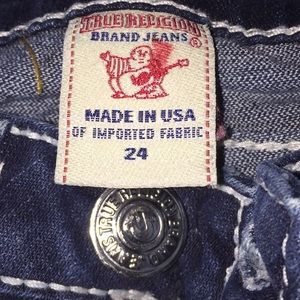 TRUE RELIGION
BRAND JEANS®
MADE IN USA
OF IMPORTED FABRIC
24